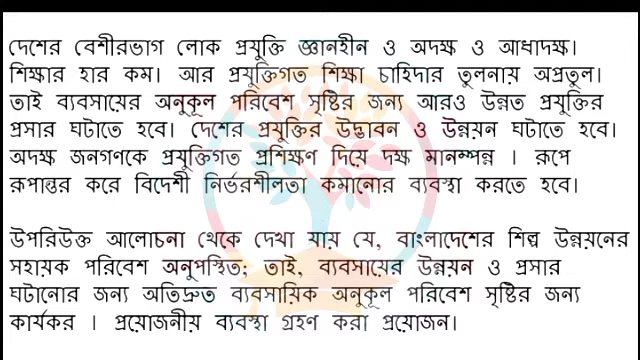 দেশের বেশীরভাগ লোক প্রযুক্তি জ্ঞানহীন ও অদক্ষ ও আধাদক্ষ।
শিক্ষার হার কম। আর প্রযুক্তিগত শিক্ষা চাহিদার তুলনায় অপ্রতুল।
তাই ব্যবসায়ের অনুকূল পরিবেশ সৃষ্টির জন্য আরও উন্নত প্রযুক্তির
প্রসার ঘটাতে হবে। দেশের প্রযুক্তির উদ্ভাবন ও উন্নয়ন ঘটাতে হবে।
অদক্ষ জনগণকে প্রযুক্তিগত প্রশিক্ষণ দিয়ে দক্ষ মানম্পন্ন । রূপে
রূপান্তর করে বিদেশী নির্ভরশীলতা কমানোর ব্যবস্থা করতে হবে।
উপরিউক্ত আলোচনা থেকে দেখা যায় যে, বাংলাদেশের শিল্প উন্নয়নের
সহায়ক পরিবেশ অনুপস্থিত; তাই, ব্যবসায়ের উন্নয়ন ও প্রসার
ঘটানোর জন্য অতিদ্রুত ব্যবসায়িক অনুকূল পরিবেশ সৃষ্টির জন্য
কার্যকর । প্রয়োজনীয় ব্যবস্থা গ্রহণ করা প্রয়োজন।